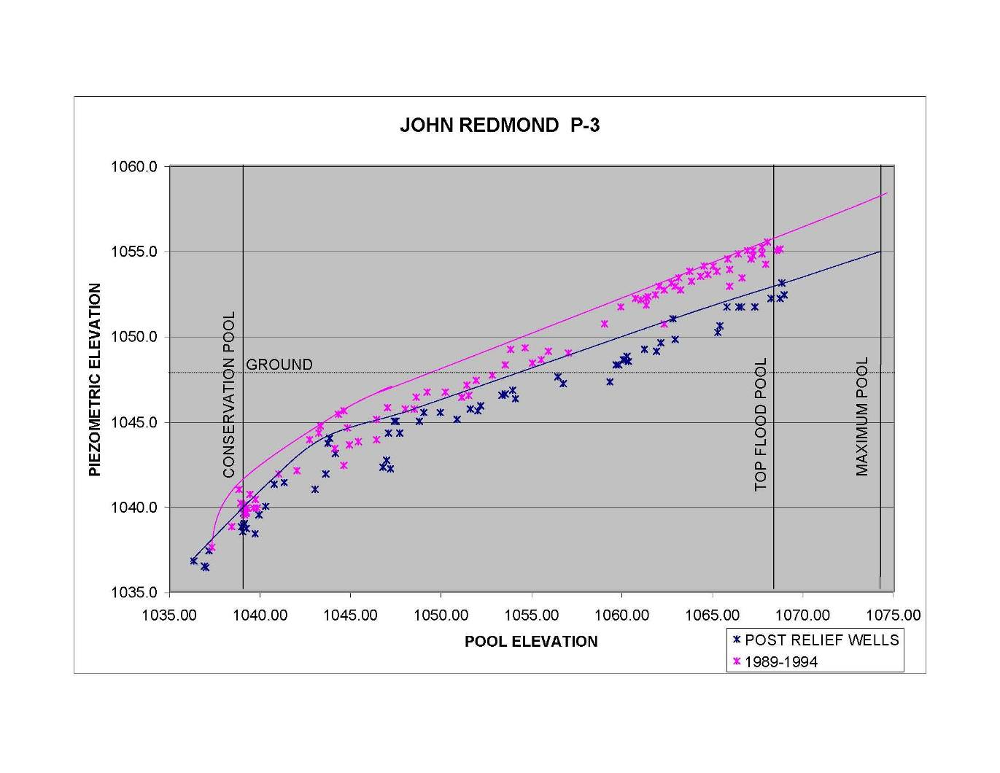 JOHN REDMOND  P-3
PIEZOMETRIC ELEVATION
1060.0
1055.0
1050.0
1045.0
1040.0
1035.0
CONSERVATION POOL
GROUND
TOP FLOOD POOL
MAXIMUM POOL
1035.00 1040.00 1045.00 1050.00 1055.00 1060.00 1065.00 1070.00 1075.00
POOL ELEVATION
POST RELIEF WELLS
1989-1994